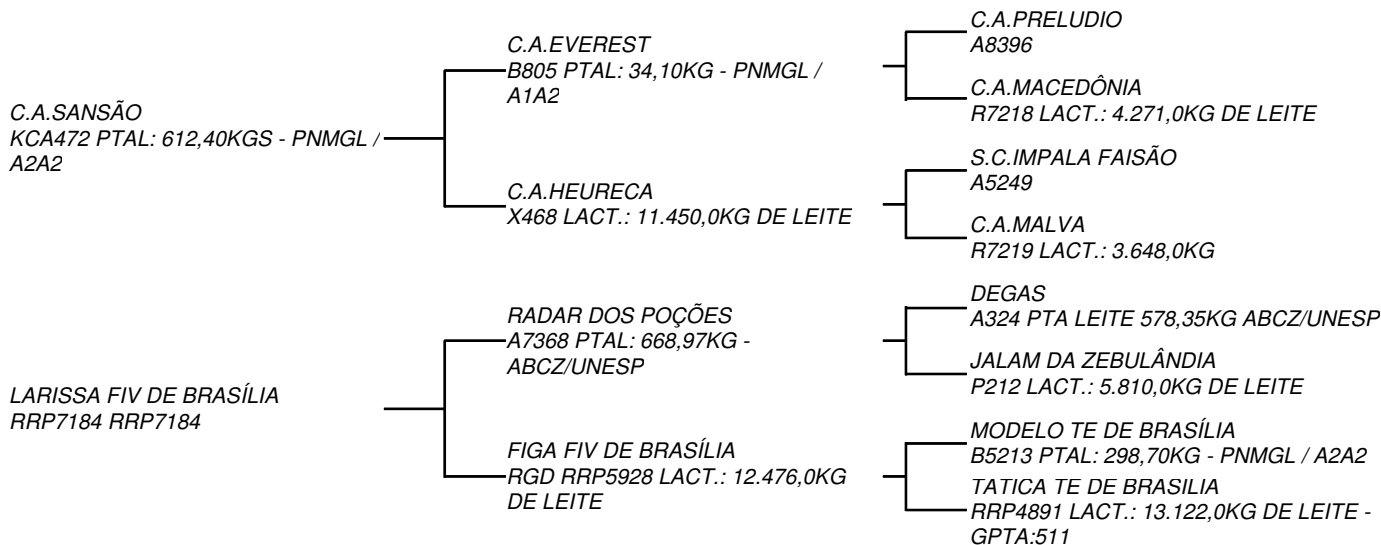 C.A.SANSÃO
KCA472 PTAL: 612,40KGS - PNMGL /
A2A2
C.A.EVEREST
B805 PTAL: 34,10KG - PNMGL /
A1A2
C.A.PRELUDIO
A8396
C.A.MACEDÔNIA
R7218 LACT.: 4.271,0KG DE LEITE
C.A.HEURECA
X468 LACT.: 11.450,0KG DE LEITE
S.C.IMPALA FAISÃO
A5249
C.A.MALVA
R7219 LACT.: 3.648,0KG
LARISSA FIV DE BRASÍLIA
RRP7184 RRP7184
RADAR DOS POÇÕES
A7368 PTAL: 668,97KG -
ABCZ/UNESP
DEGAS
A324 PTA LEITE 578,35KG ABCZ/UNESP
JALAM DA ZEBULÂNDIA
P212 LACT.: 5.810,0KG DE LEITE
FIGA FIV DE BRASÍLIA
RGD RRP5928 LACT.: 12.476,0KG
DE LEITE
MODELO TE DE BRASÍLIA
B5213 PTAL: 298,70KG - PNMGL / A2A2
TATICA TE DE BRASILIA
RRP4891 LACT.: 13.122,0KG DE LEITE -
GPTA:511